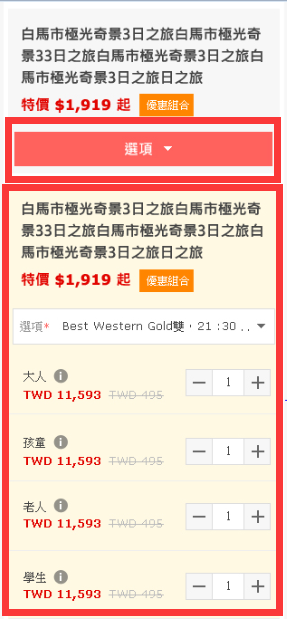 白馬市極光奇景3日之旅白馬市極光奇
景33日之旅白馬市極光奇景3日之旅白
馬市極光奇景3日之旅日之旅
特價 $1,919 起 優惠組合
選項
白馬市極光奇景3日之旅白馬市極光奇
景33日之旅白馬市極光奇景3日之旅白
馬市極光奇景3日之旅日之旅
特價 $1,919 起 優惠組合
選項* Best Western Gold雙，21 :30 ..
大人 i
TWD 11,593 TWD 495 — 1 +
孩童 i
TWD 11,593 TWD 495 — 1 +
老人 i
TWD 11,593 TWD 495 — 1 +
學生 i
TWD 11,593 TWD 495 — 1 +